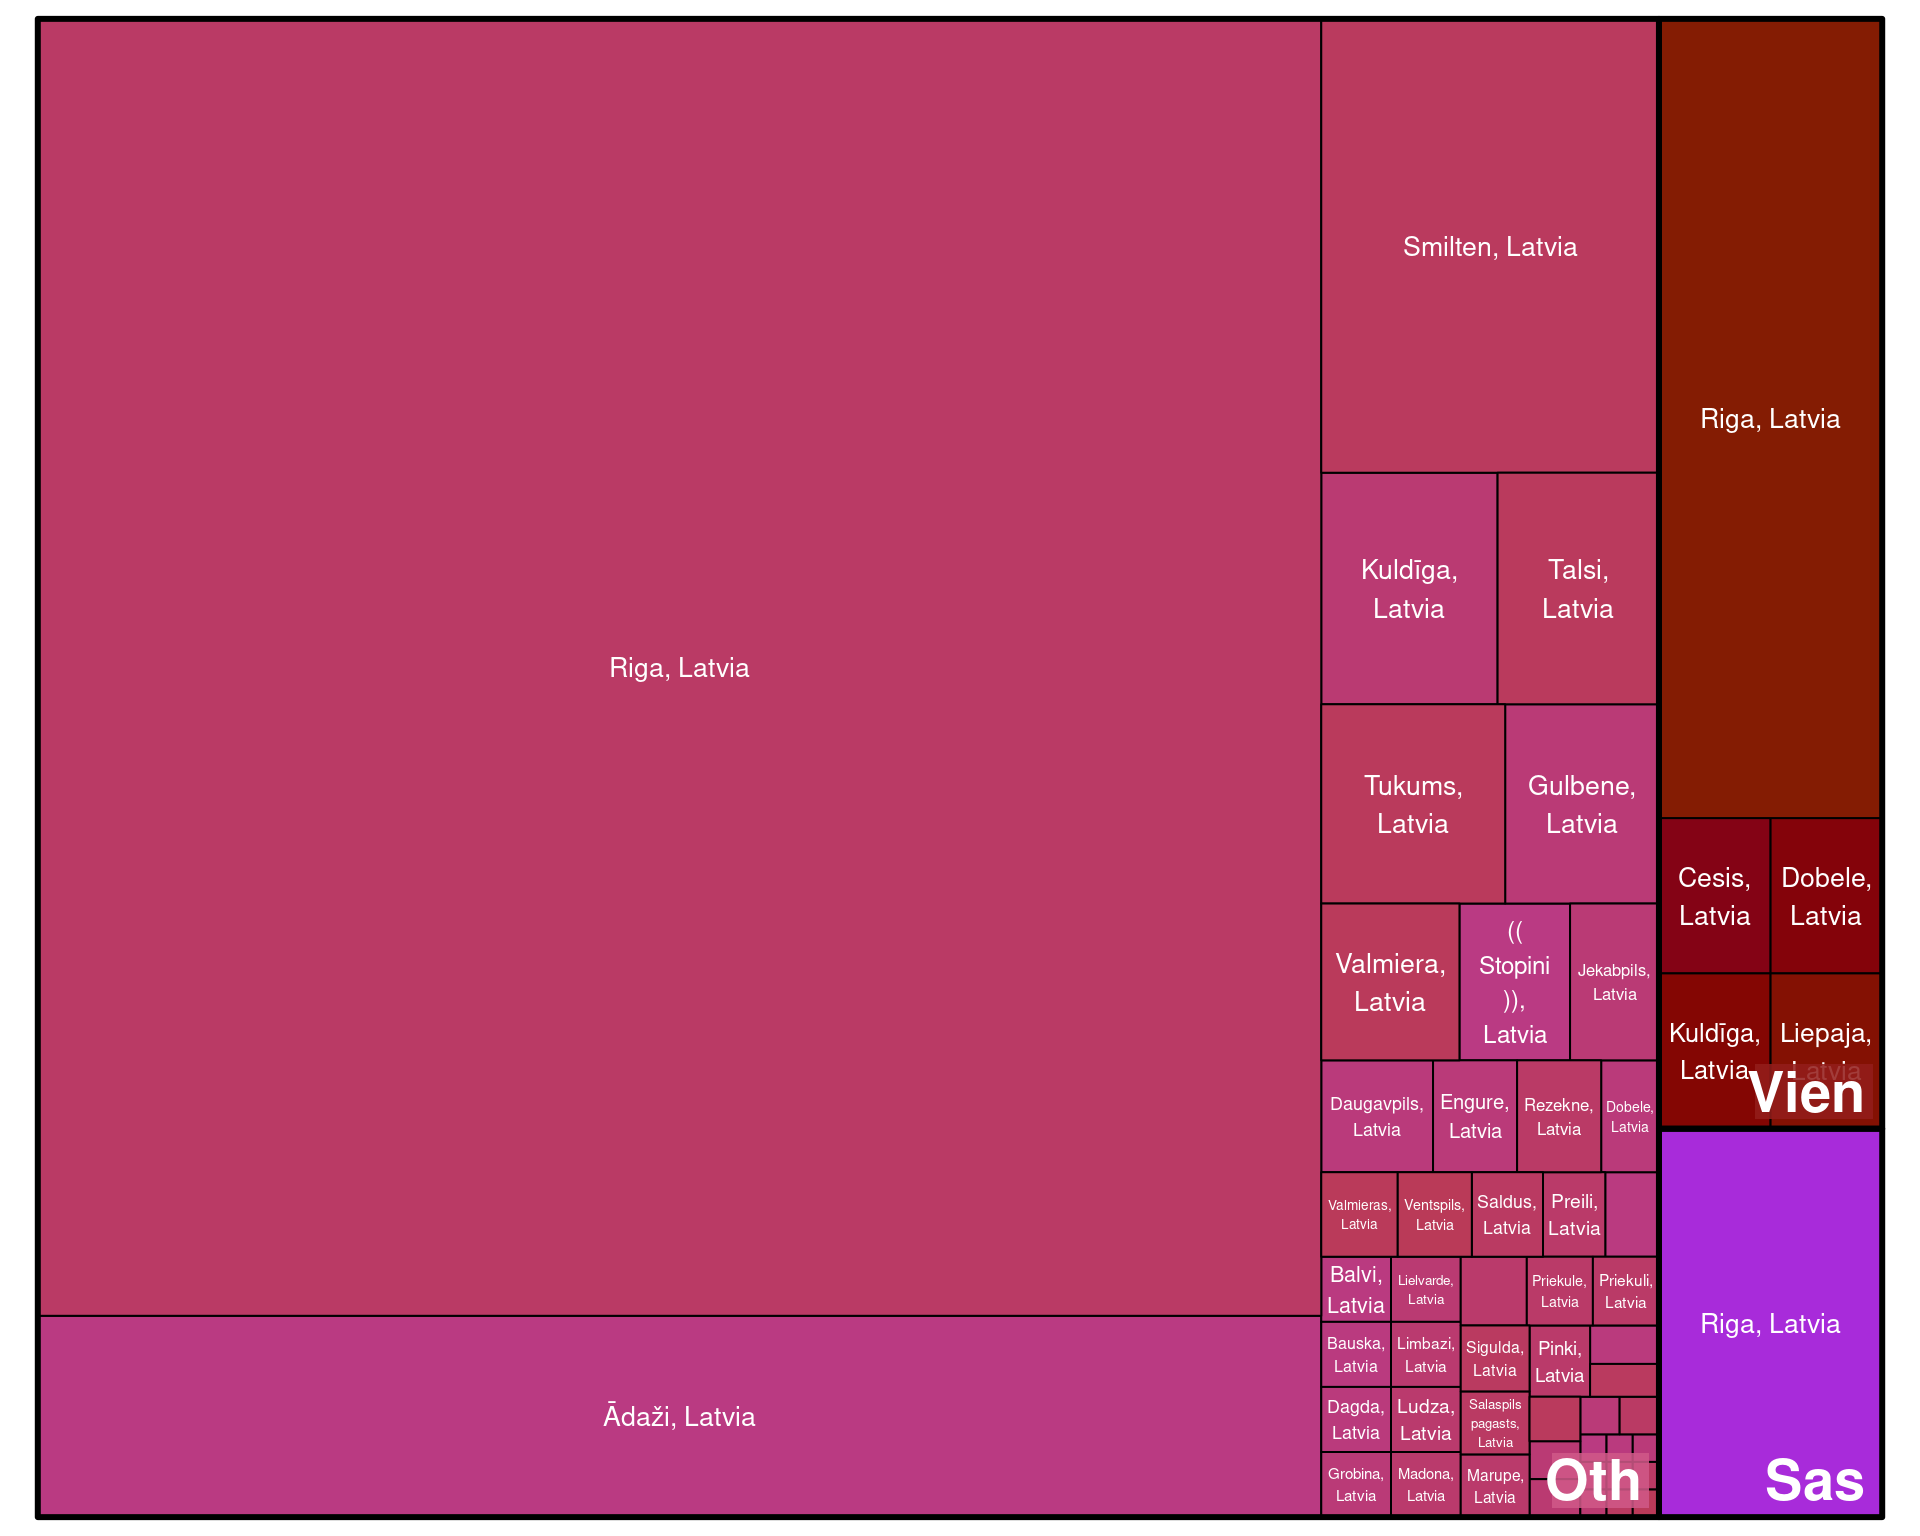 Riga, Latvia
Ādaži, Latvia
Smilten, Latvia
Kuldīga,
Latvia
Talsi,
Latvia
Tukums,
Latvia
Gulbene,
Latvia
Valmiera,
Latvia
((
Stopini
)),
Latvia
Jekabpils,
Latvia
Daugavpils,
Latvia
Engure,
Latvia
Rezekne,
Latvia
Dobele,
Latvia
Valmieras,
Latvia
Ventspils,
Latvia
Saldus,
Latvia
Preili,
Latvia
Balvi,
Latvia
Lielvarde,
Latvia
Priekule,
Latvia
Priekuli,
Latvia
Bauska,
Latvia
Limbazi,
Latvia
Sigulda,
Latvia
Pinki,
Latvia
Dagda,
Latvia
Ludza,
Latvia
Salaspils
pagasts,
Latvia
Grobina,
Latvia
Madona,
Latvia
Marupe,
Latvia
Oth
Riga, Latvia
Cesis,
Latvia
Dobele,
Latvia
Kuldīga,
Latvia
Liepaja,
Latvia
Vien
Riga, Latvia
Sas